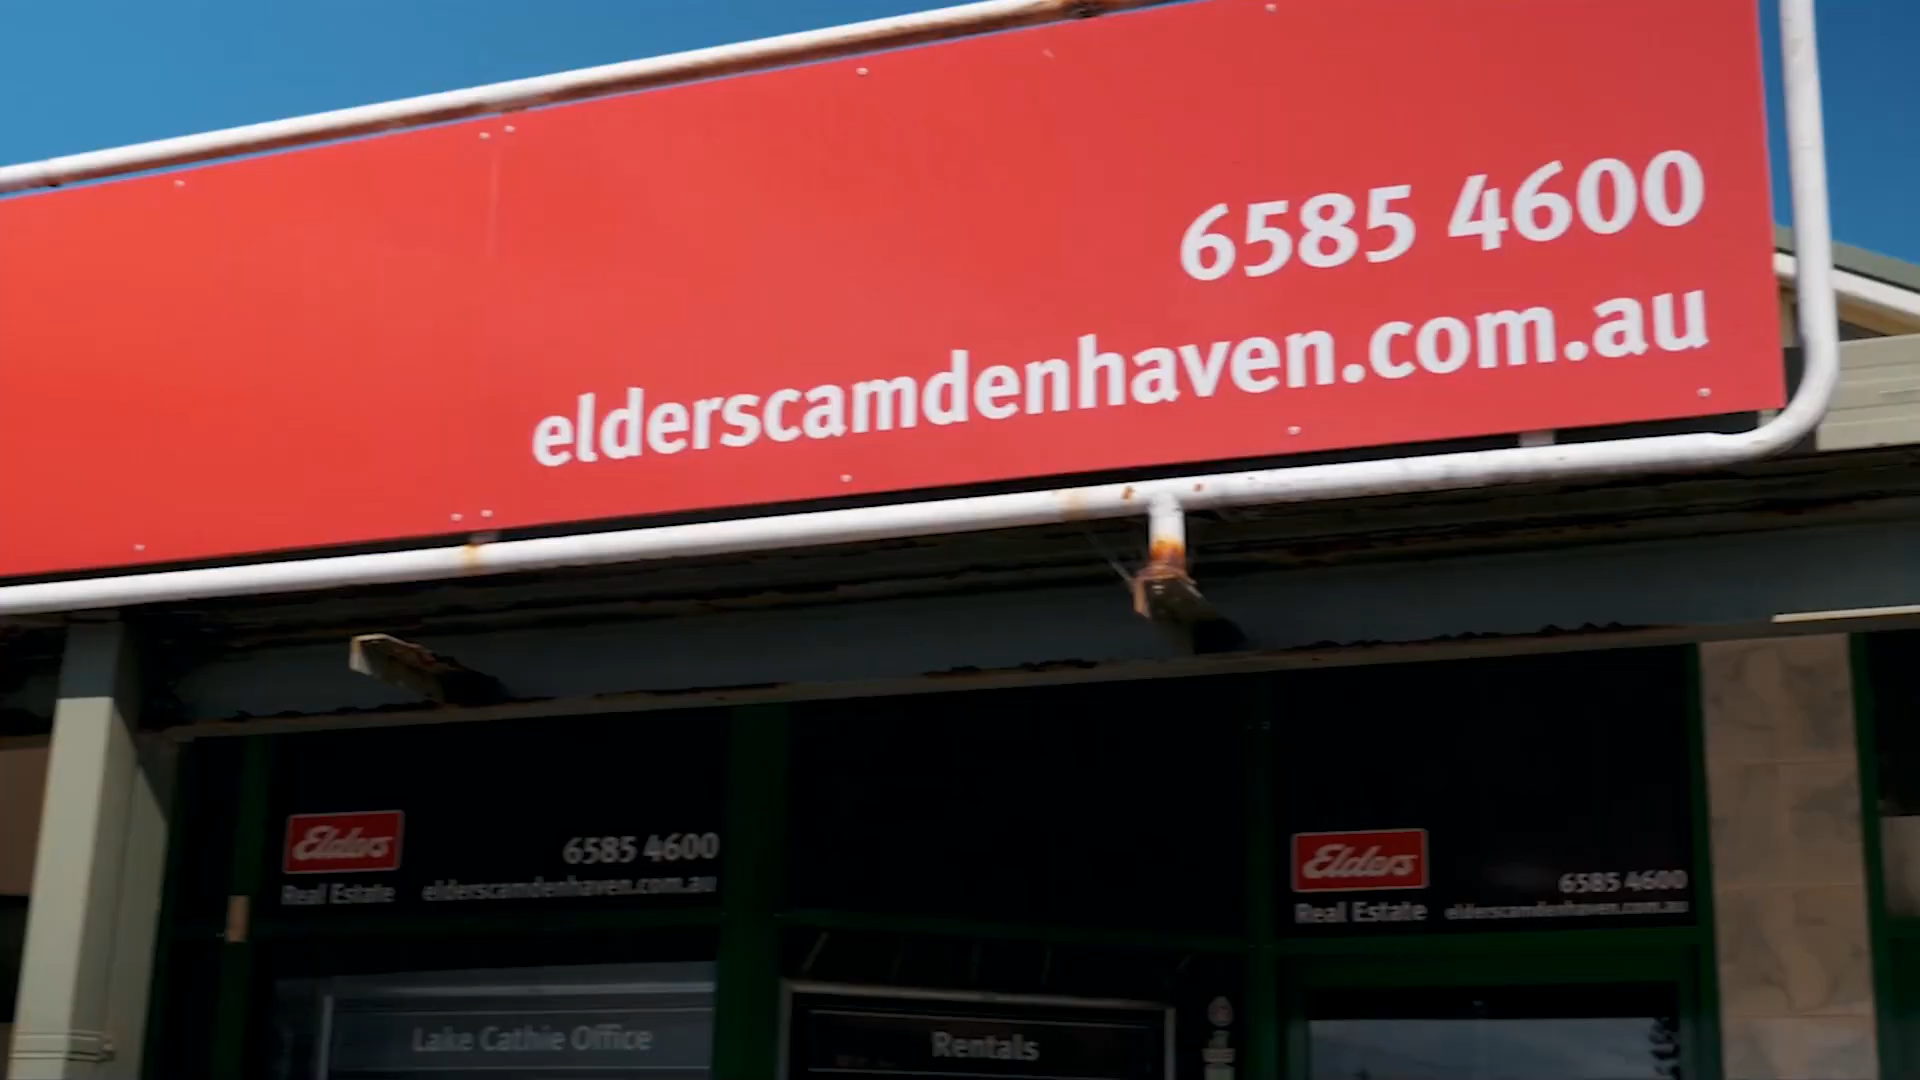 6585 4600
elderscamdenhaven.com.au
Elders
Real Estate
6585 4600
elderscamdenhaven.com.au
Elders
Real Estate
6585 4600
elderscamdenhaven.com.au
Lake Cathie Office
Rentals